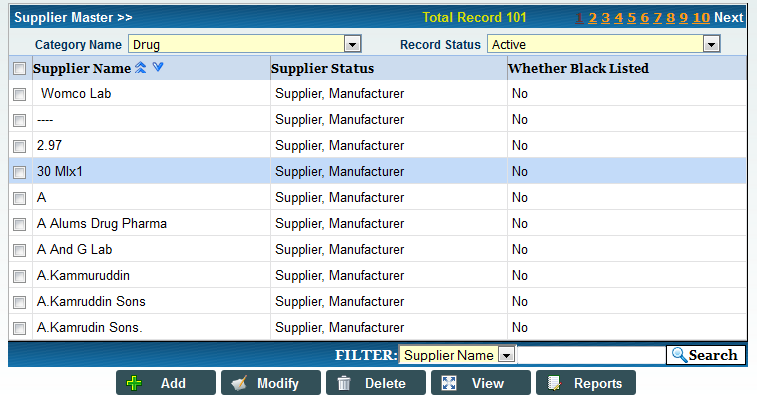 Supplier Master >> Total Record 101 1 2 3 4 5 6 7 8 9 10 Next
Category Name Drug Record Status Active
Supplier Name Supplier Status Whether Black Listed
Womco Lab Supplier, Manufacturer No
---- Supplier, Manufacturer No
2.97 Supplier, Manufacturer No
30 Mlx1 Supplier, Manufacturer No
A Supplier, Manufacturer No
A Alums Drug Pharma Supplier, Manufacturer No
A And G Lab Supplier, Manufacturer No
A.Kammuruddin Supplier, Manufacturer No
A.Kamruddin Sons Supplier, Manufacturer No
A.Kamrudin Sons. Supplier, Manufacturer No
FILTER: Supplier Name Search
Add Modify Delete View Reports